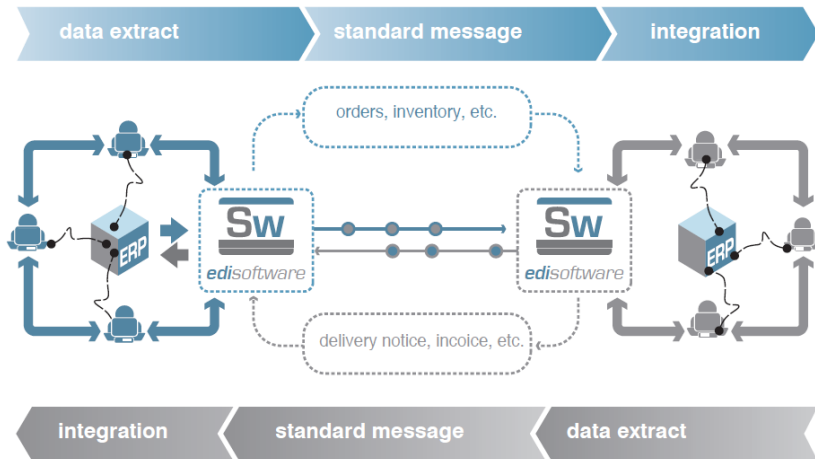 data extract
standard message
integration
orders, inventory, etc.
ERP
Sw
edisoftware
Sw
edisoftware
ERP
delivery notice, incoice, etc.
integration
standard message
data extract